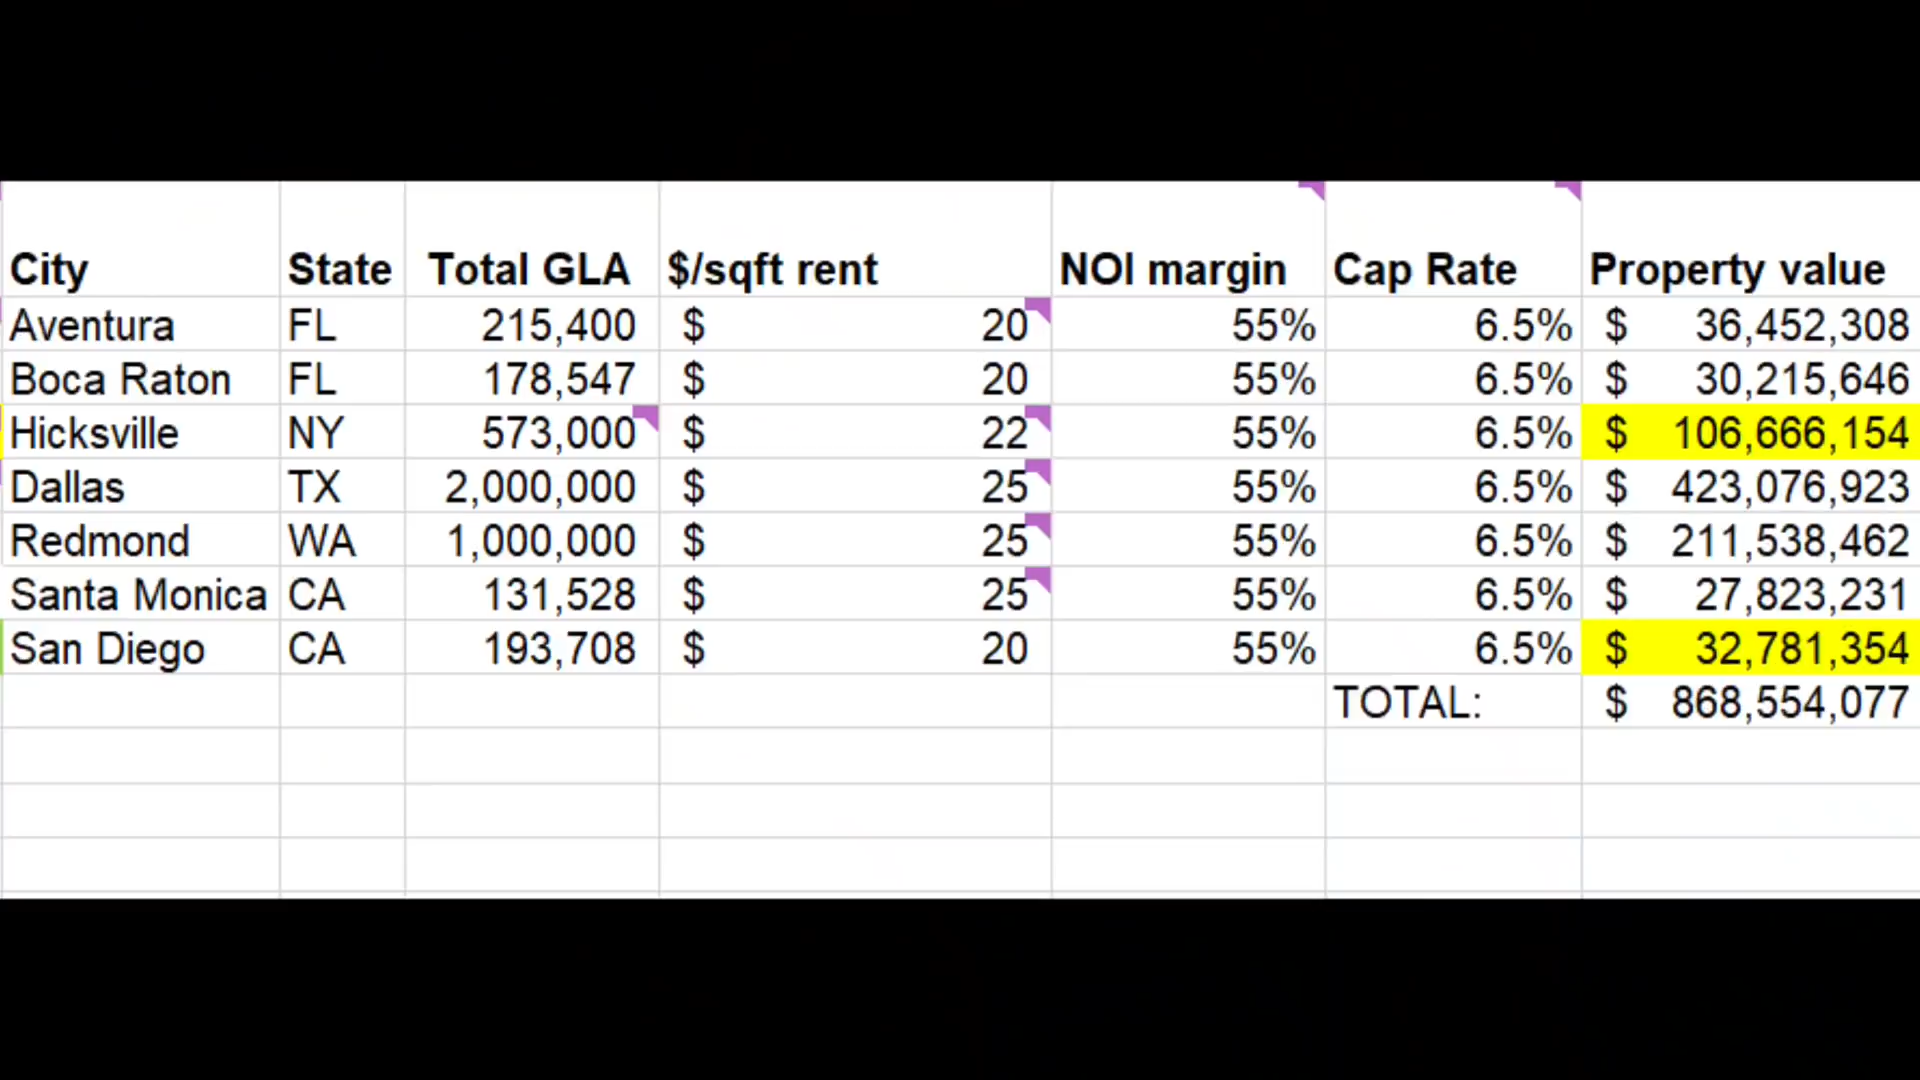 City State Total GLA $/sqft rent NOI margin Cap Rate Property value
Aventura FL 215,400 $ 20 55% 6.5% $ 36,452,308
Boca Raton FL 178,547 $ 20 55% 6.5% $ 30,215,646
Hicksville NY 573,000 $ 22 55% 6.5% $ 106,666,154
Dallas TX 2,000,000 $ 25 55% 6.5% $ 423,076,923
Redmond WA 1,000,000 $ 25 55% 6.5% $ 211,538,462
Santa Monica CA 131,528 $ 25 55% 6.5% $ 27,823,231
San Diego CA 193,708 $ 20 55% 6.5% $ 32,781,354
TOTAL: $ 868,554,077